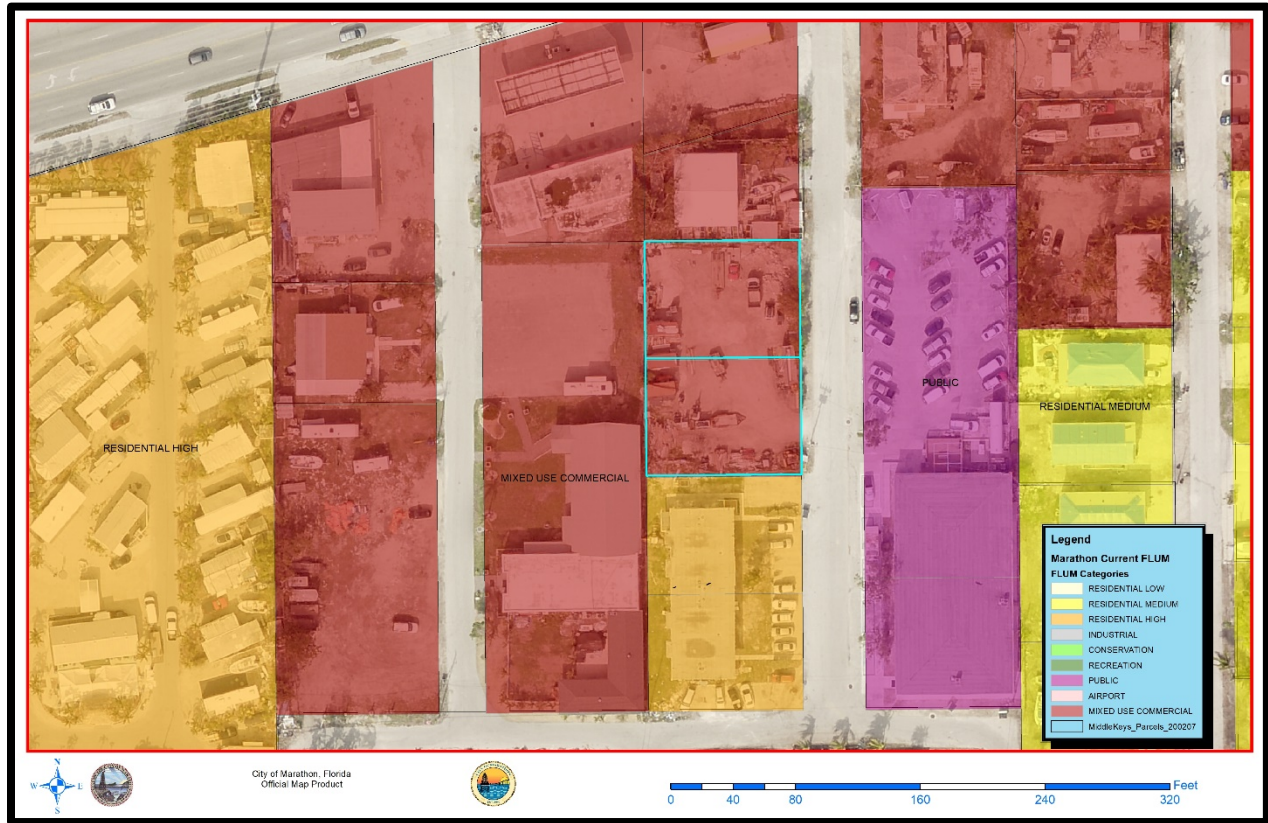 PUBLIC
RESIDENTIAL MEDIUM
RESIDENTIAL HIGH
MIXED USE COMMERCIAL
Legend
Marathon Current FLUM
FLUM Categories
RESIDENTIAL LOW
RESIDENTIAL MEDIUM
RESIDENTIAL HIGH
INDUSTRIAL
CONSERVATION
RECREATION
PUBLIC
AIRPORT
MIXED USE COMMERCIAL
MiddleKeys_Parcels_200207
N
W E
S
City of Marathon, Florida
Official Map Product
Feet
0 40 80 160 240 320